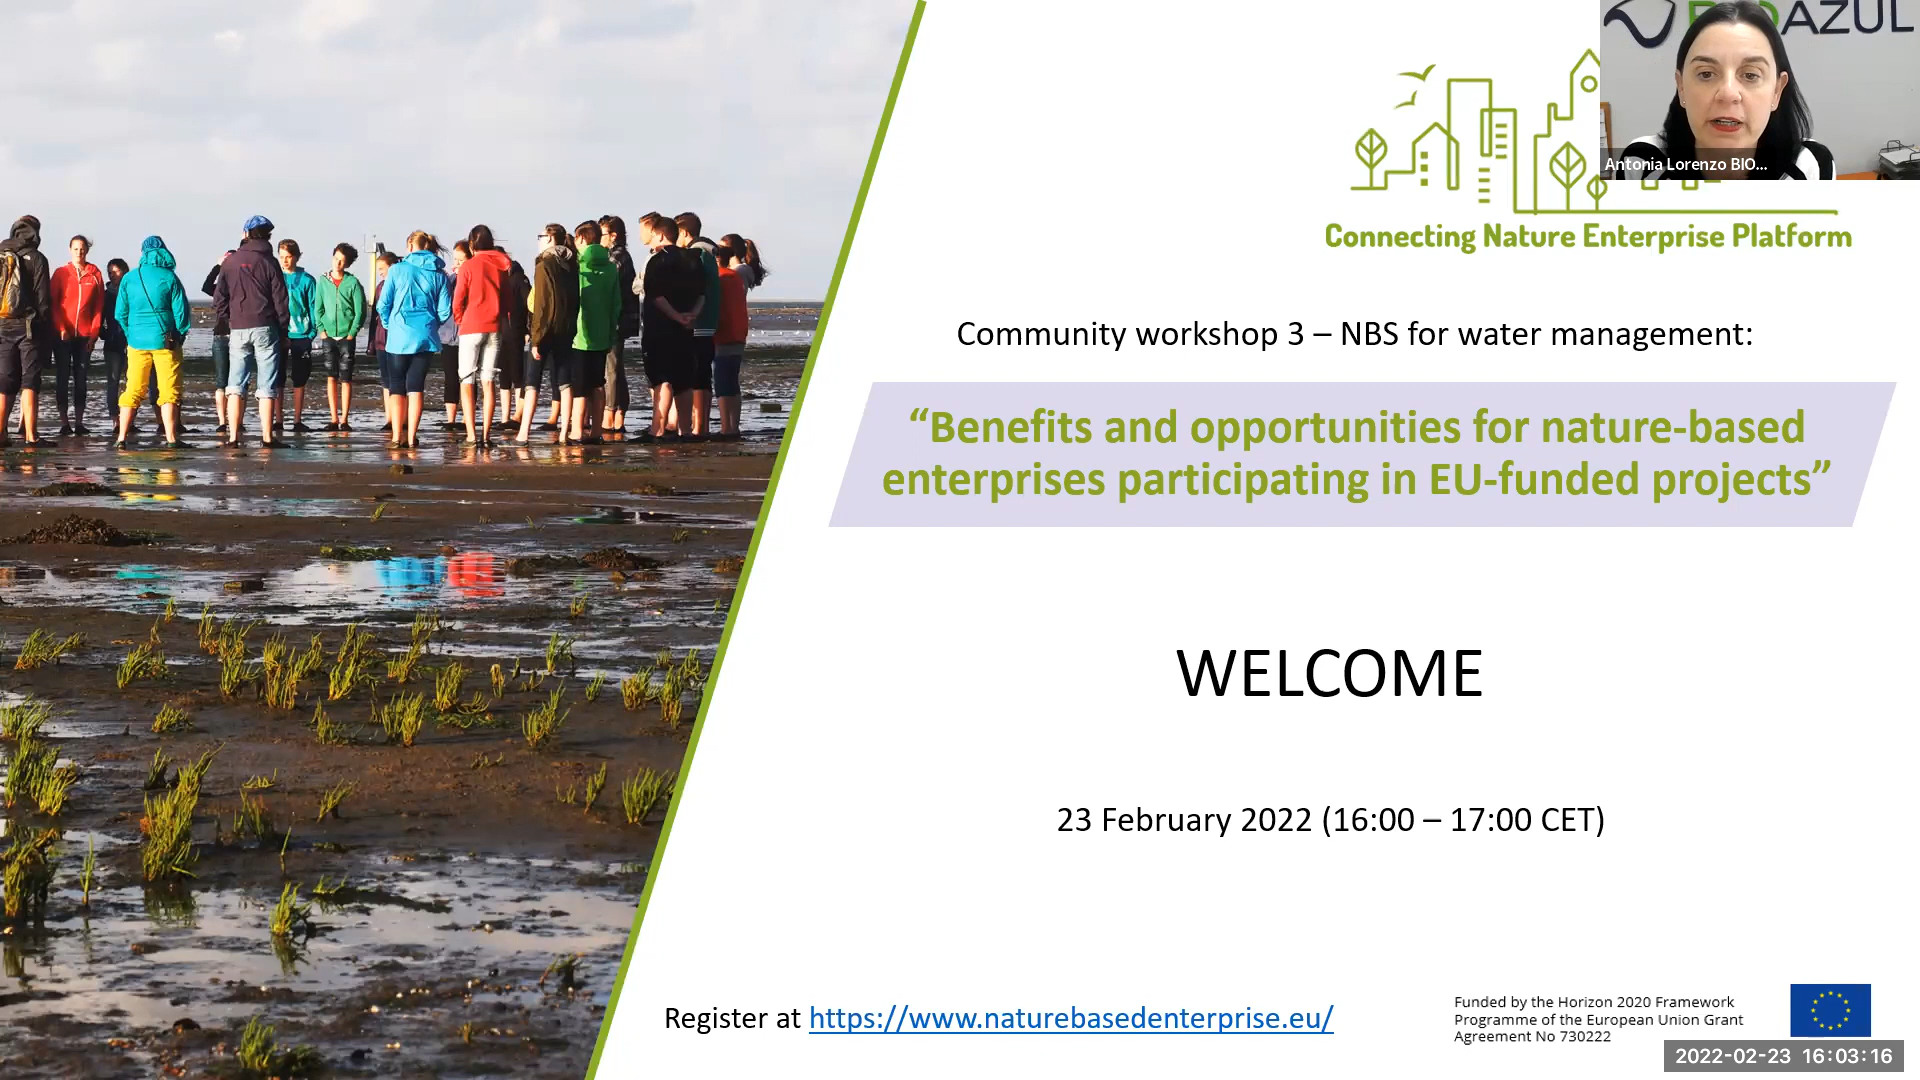 AZUL
Antonia Lorenzo BIO...
Connecting Nature Enterprise Platform
Community workshop 3 – NBS for water management:
“Benefits and opportunities for nature-based
enterprises participating in EU-funded projects”
WELCOME
23 February 2022 (16:00 – 17:00 CET)
Register at https://www.naturebasedenterprise.eu/
Funded by the Horizon 2020 Framework
Programme of the European Union Grant
Agreement No 730222
2022-02-23 16:03:16